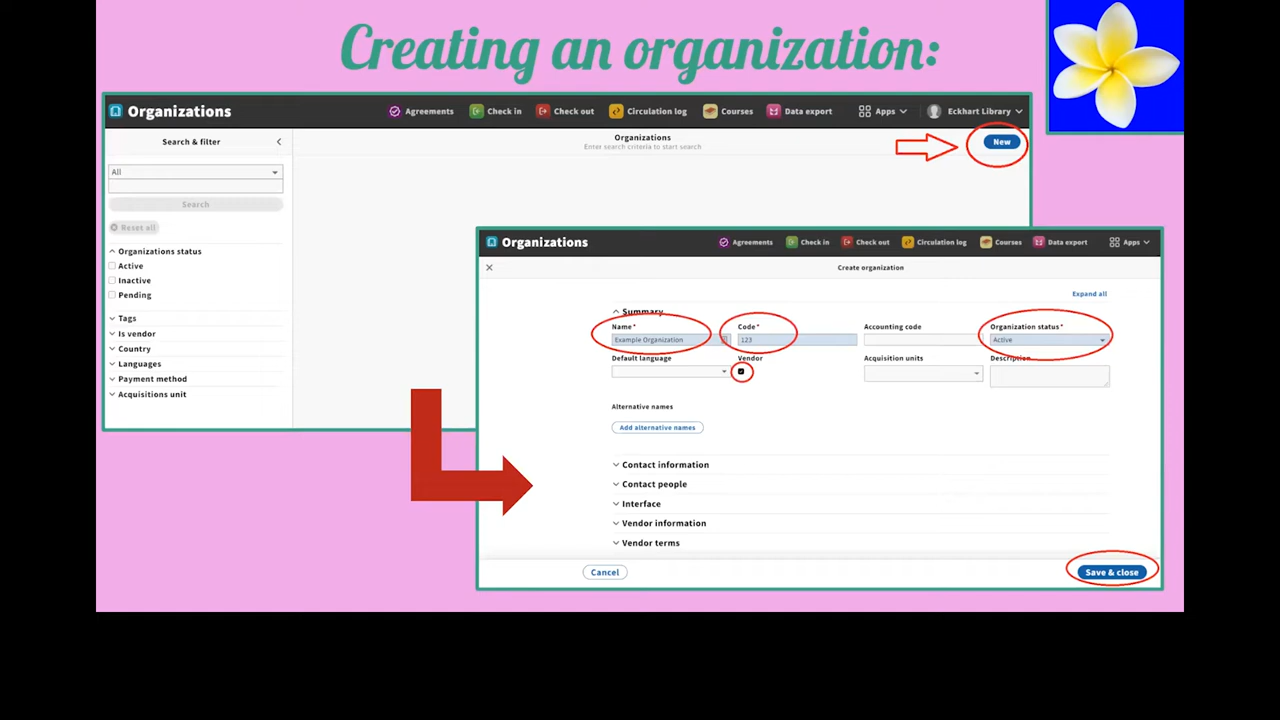 Creating an organization:
Organizations
Agreements
Check in
Check out
Circulation log
Courses
Data export
Apps
Eckhart Library
Search & filter
Organizations
Enter search criteria to start search
New
All
Search
Reset all
Organizations status
Active
Inactive
Pending
Tags
Is vendor
Country
Languages
Payment method
Acquisitions unit
Organizations
Agreements
Check in
Check out
Circulation log
Courses
Data export
Apps
Create organization
Expand all
Summary
Name*
Code*
Accounting code
Organization status*
Example Organization
123
Active
Default language
Vendor
Acquisition units
Description
Alternative names
Add alternative names
Contact information
Contact people
Interface
Vendor information
Vendor terms
Cancel
Save & close